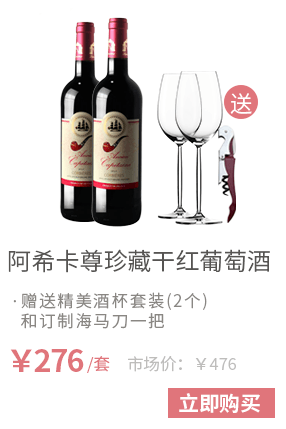 送
阿希卡尊珍藏干红葡萄酒
·赠送精美酒杯套装(2个)
和订制海马刀一把
￥276/套 市场价：￥476
立即购买